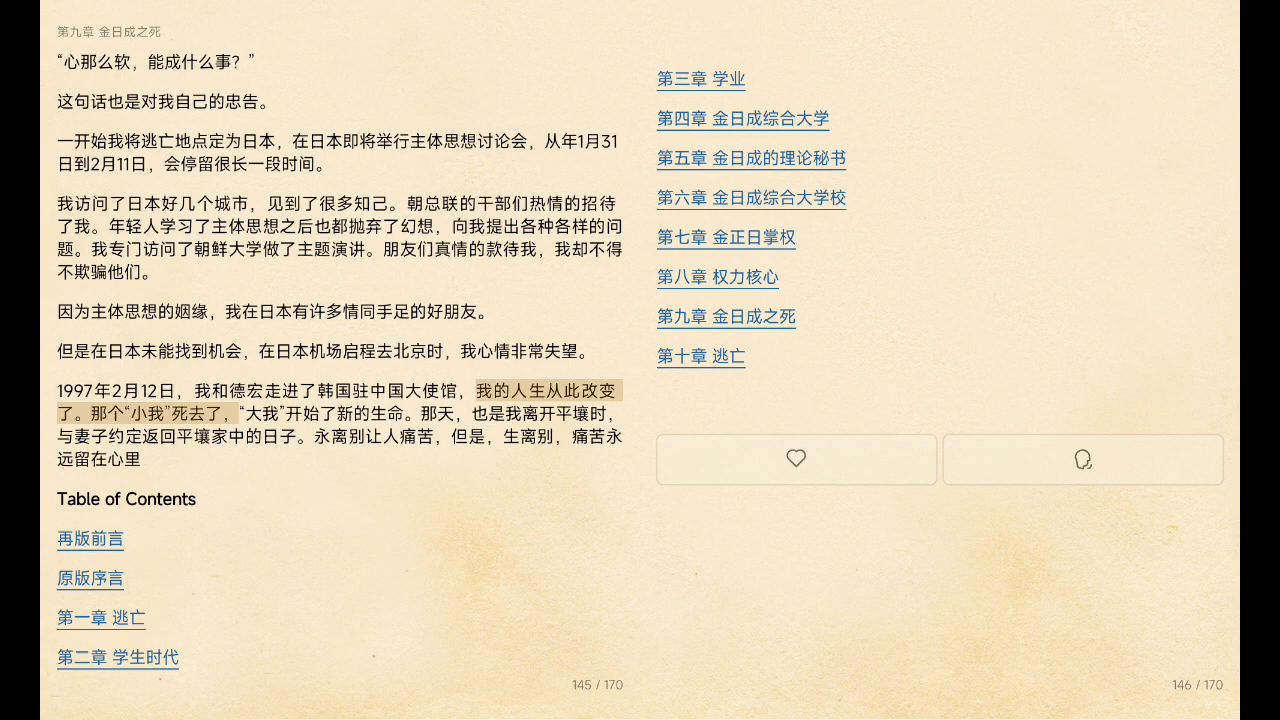 第九章 金日成之死
“心那么软，能成什么事？”
这句话也是对我自己的忠告。
一开始我将逃亡地点定为日本，在日本即将举行主体思想讨论会，从年1月31
日到2月11日，会停留很长一段时间。
我访问了日本好几个城市，见到了很多知己。朝总联的干部们热情的招待
了我。年轻人学习了主体思想之后也都抛弃了幻想，向我提出各种各样的问
题。我专门访问了朝鲜大学做了主题演讲。朋友们真情的款待我，我却不得
不欺骗他们。
因为主体思想的姻缘，我在日本有许多情同手足的好朋友。
但是在日本未能找到机会，在日本机场启程去北京时，我心情非常失望。
1997年2月12日，我和德宏走进了韩国驻中国大使馆，我的人生从此改变
了。那个“小我”死去了，“大我”开始了新的生命。那天，也是我离开平壤时，
与妻子约定返回平壤家中的日子。永离别让人痛苦，但是，生离别，痛苦永
远留在心里
Table of Contents
再版前言
原版序言
第一章 逃亡
第二章 学生时代
145 / 170
第三章 学业
第四章 金日成综合大学
第五章 金日成的理论秘书
第六章 金日成综合大学校
第七章 金正日掌权
第八章 权力核心
第九章 金日成之死
第十章 逃亡
146 / 170